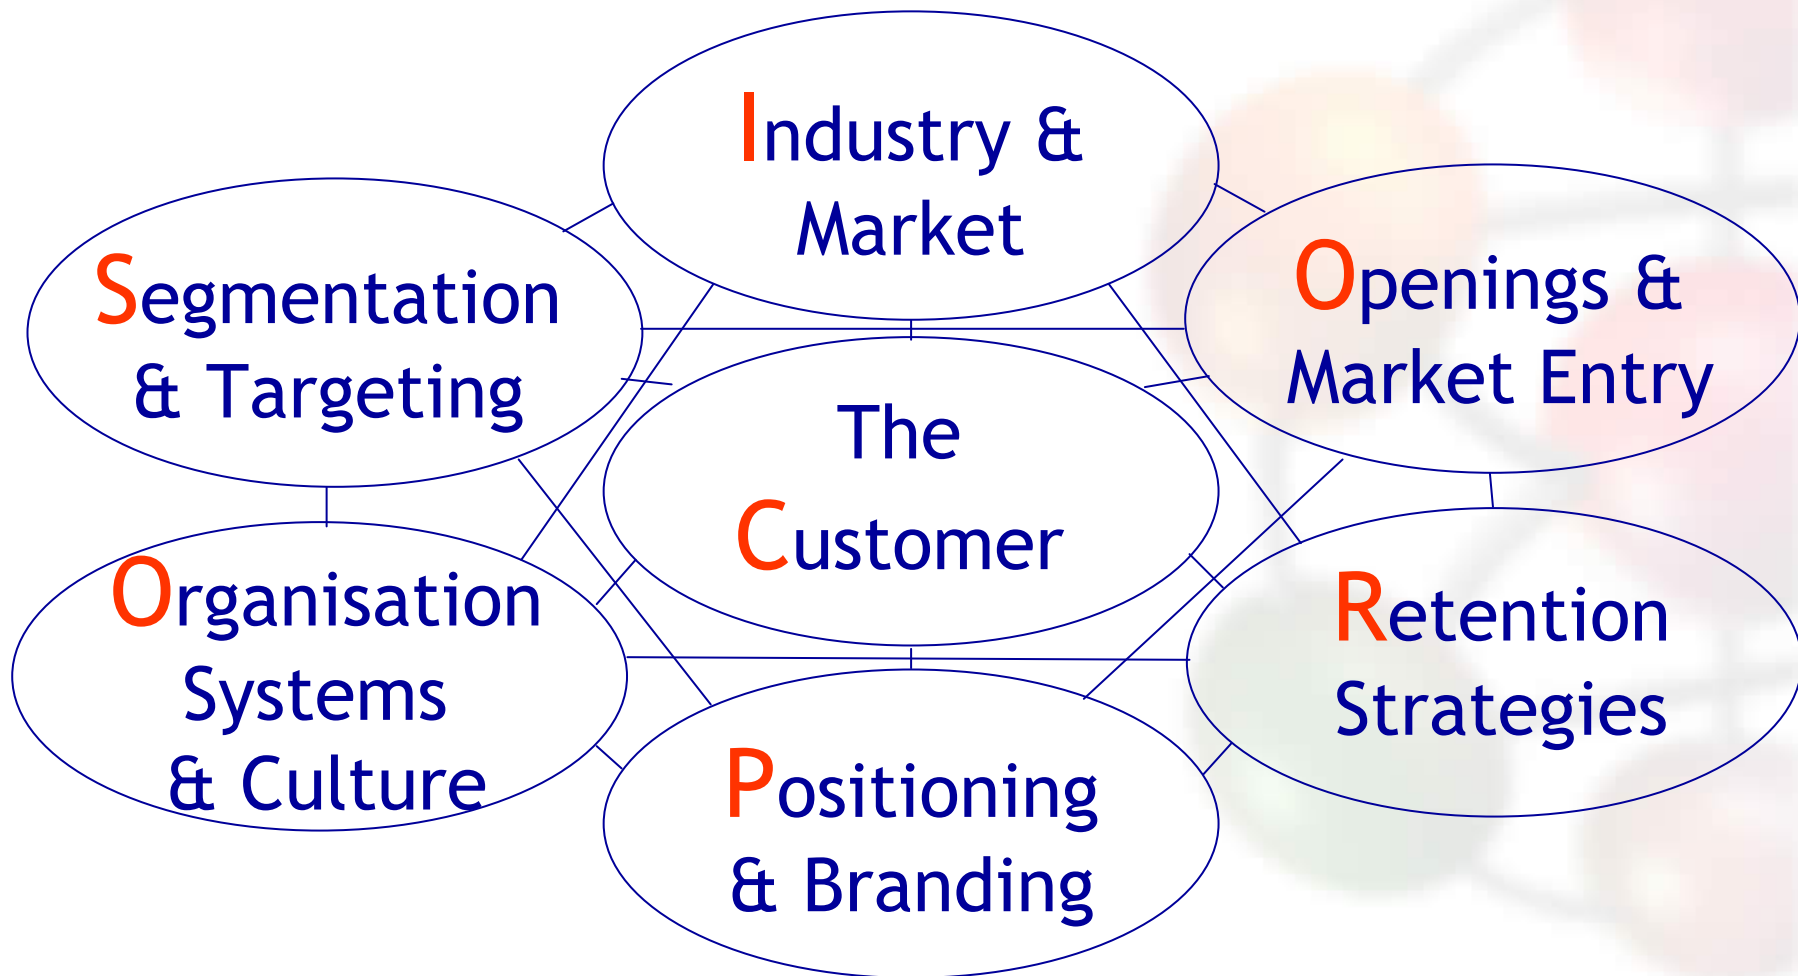 Industry &
Market
Segmentation
& Targeting
Openings &
Market Entry
The
Customer
Organisation
Systems
& Culture
Retention
Strategies
Positioning
& Branding